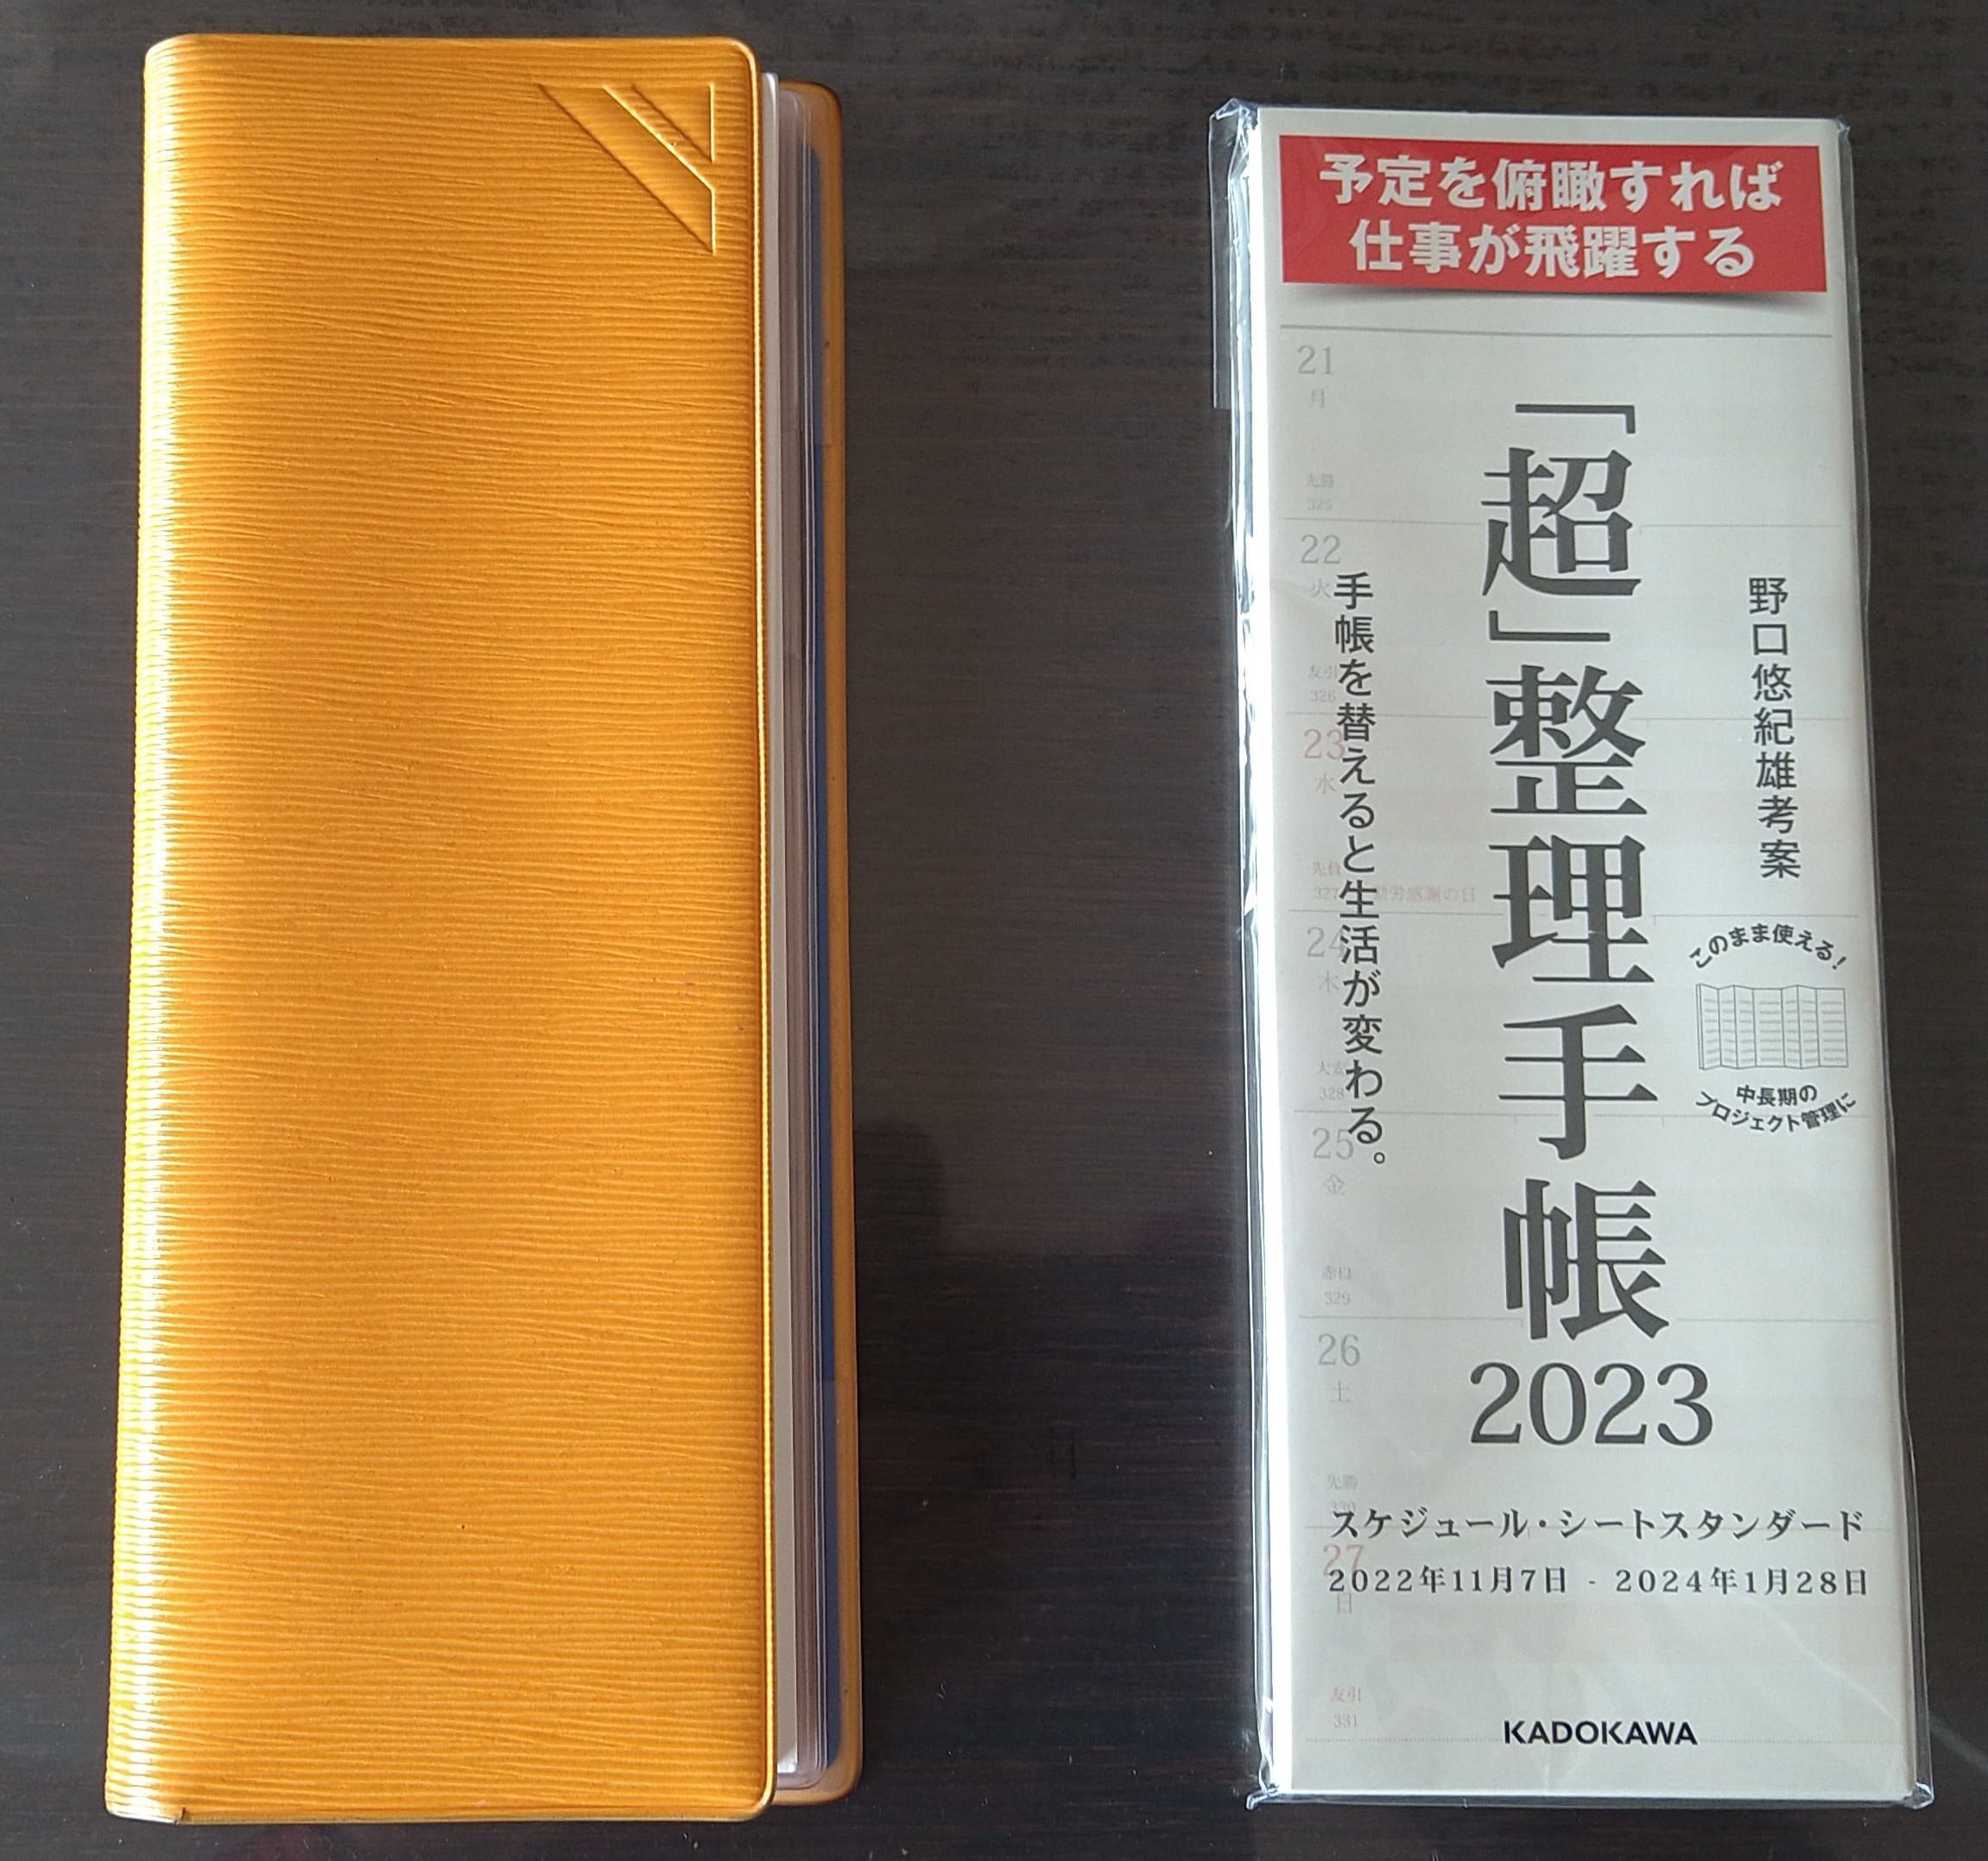 予定を俯瞰すれば
仕事が飛躍する
野口悠紀雄考案
「超」整理手帳
2023
手帳を替えると生活が変わる。
このまま使える!
中長期の
プロジェクト管理に
スケジュール・シートスタンダード
2022年11月7日 - 2024年1月28日
KADOKAWA
21
月
先勝
325
22
火
友引
326
23
水
先負
327 勤労感謝の日
24
木
大安
328
25
金
赤口
329
26
土
先勝
330
27
日
友引
331